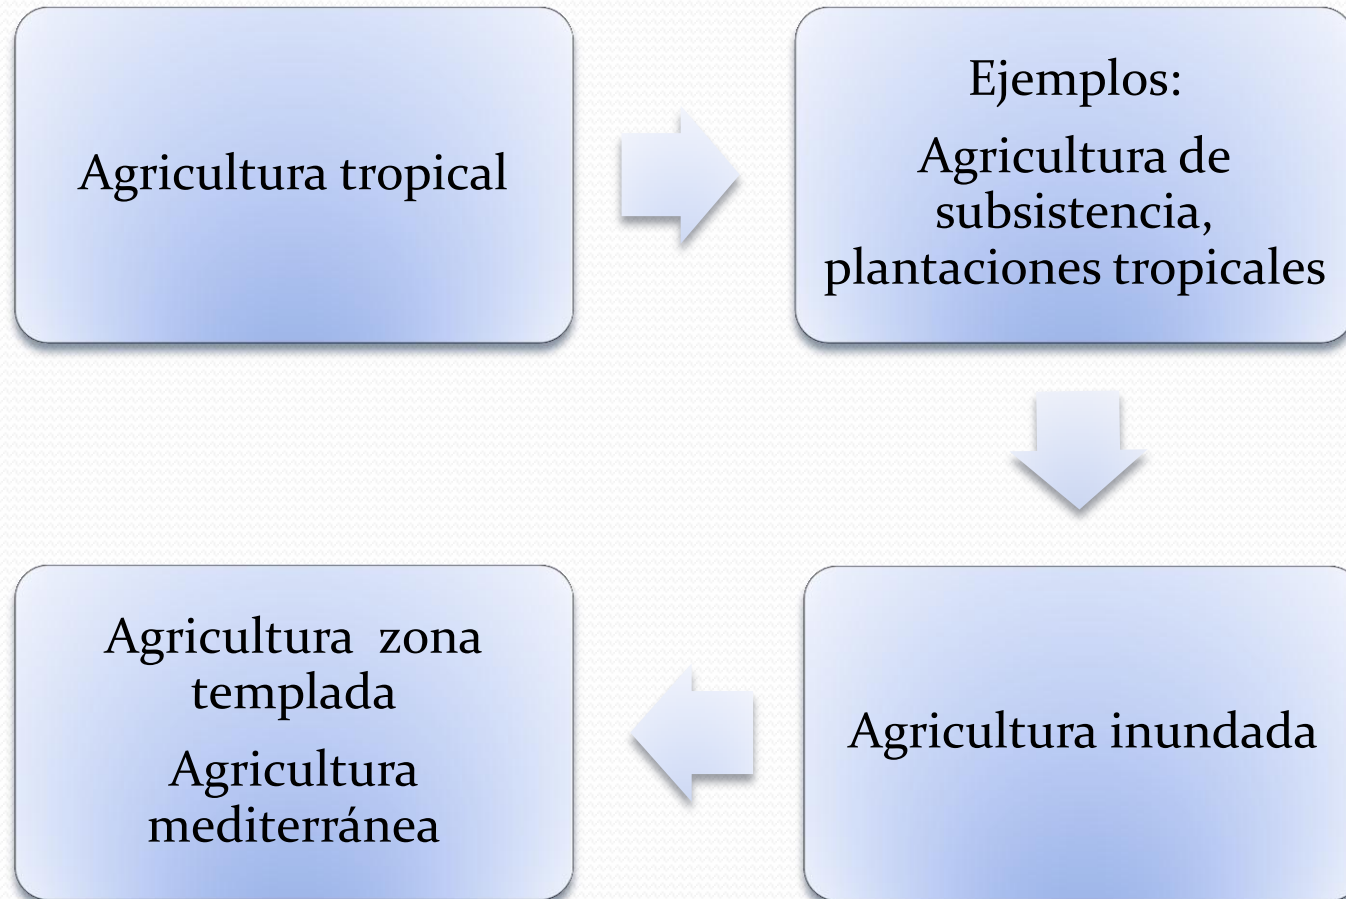 Agricultura tropical
Ejemplos:
Agricultura de
subsistencia,
plantaciones tropicales
Agricultura inundada
Agricultura zona
templada
Agricultura
mediterránea